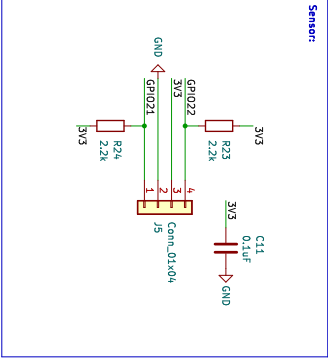 Sensor:
GND
GPIO21
3V3
GPIO22
3V3
R24
2.2k
R23
2.2k
3V3
1
2
3
4
J5
Conn_01x04
3V3
C11
0.1uF
GND